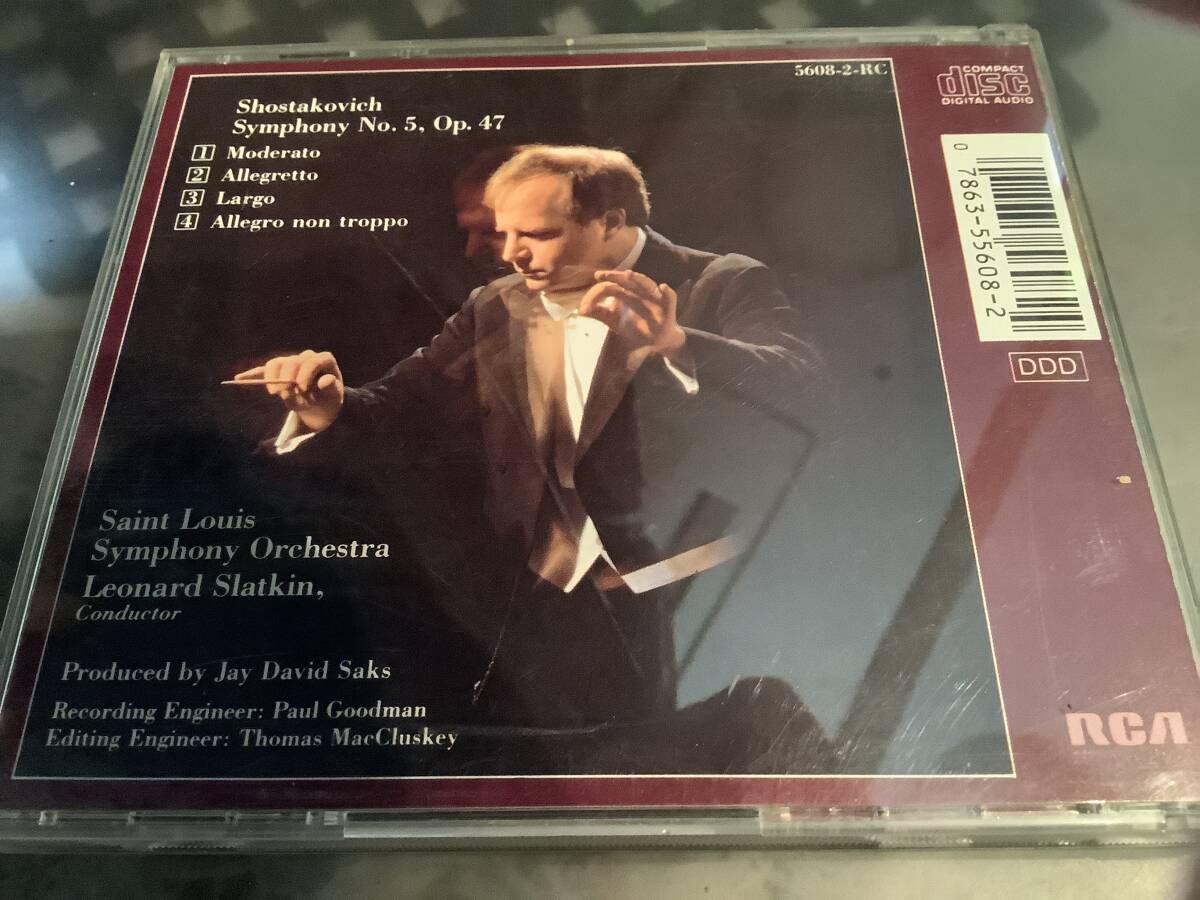 5608-2-RC
COMPACT
disc
DIGITAL AUDIO
Shostakovich
Symphony No. 5, Op. 47
1 Moderato
2 Allegretto
3 Largo
4 Allegro non troppo
0 7863-55608-2
DDD
Saint Louis
Symphony Orchestra
Leonard Slatkin,
Conductor
Produced by Jay David Saks
Recording Engineer: Paul Goodman
Editing Engineer: Thomas MacCluskey
RCA